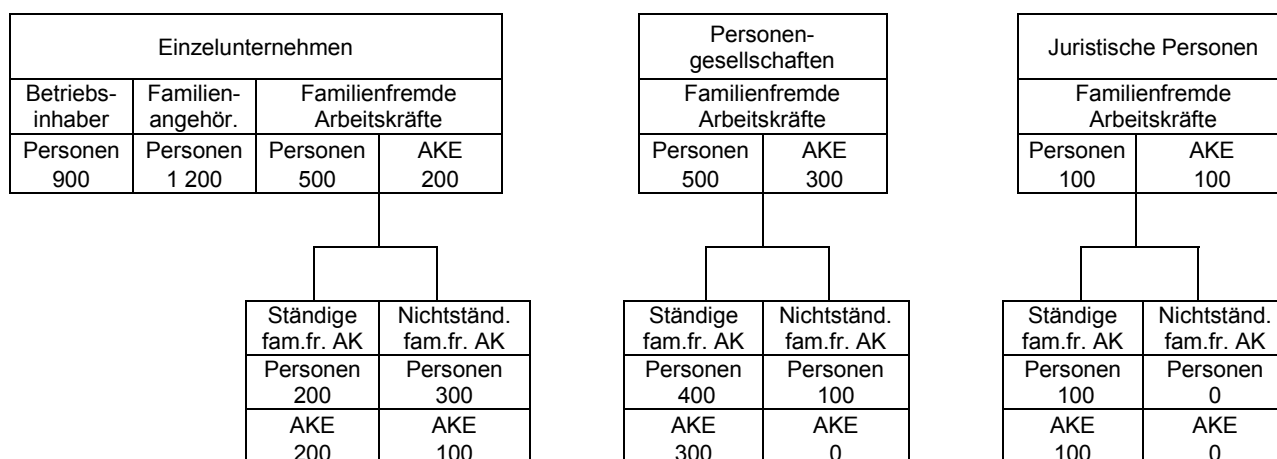 Einzelunternehmen
Betriebs-
inhaber
Familien-
angehör.
Familienfremde
Arbeitskräfte
Personen
900
Personen
1 200
Personen
500
AKE
200
Ständige
fam.fr. AK
Nichtständ.
fam.fr. AK
Personen
200
Personen
300
AKE
200
AKE
100
Personen-
gesellschaften
Familienfremde
Arbeitskräfte
Personen
500
AKE
300
Ständige
fam.fr. AK
Nichtständ.
fam.fr. AK
Personen
400
Personen
100
AKE
300
AKE
0
Juristische Personen
Familienfremde
Arbeitskräfte
Personen
100
AKE
100
Ständige
fam.fr. AK
Nichtständ.
fam.fr. AK
Personen
100
Personen
0
AKE
100
AKE
0